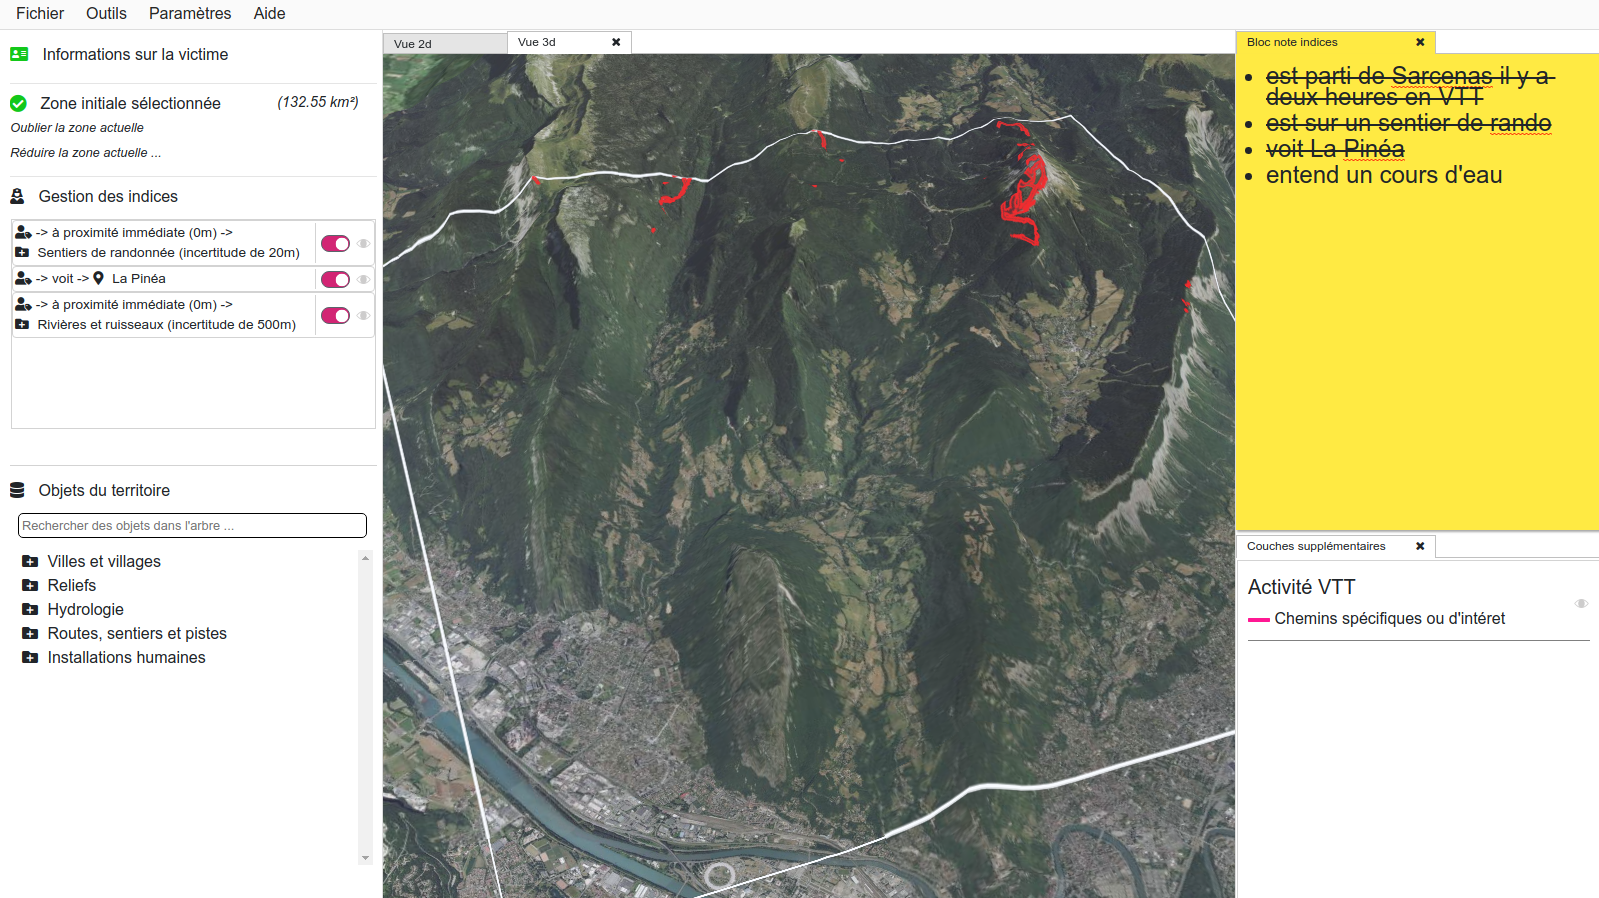 Fichier Outils Paramètres Aide
Informations sur la victime
Zone initiale sélectionnée (132.55 km²)
Oublier la zone actuelle
Réduire la zone actuelle ...
Gestion des indices
-> à proximité immédiate (0m) ->
Sentiers de randonnée (incertitude de 20m)
-> voit -> La Pinéa
-> à proximité immédiate (0m) ->
Rivières et ruisseaux (incertitude de 500m)
Objets du territoire
Rechercher des objets dans l'arbre ...
Villes et villages
Reliefs
Hydrologie
Routes, sentiers et pistes
Installations humaines
Vue 2d
Vue 3d
Bloc note indices
est parti de Sarcenas il y a
deux heures en VTT
est sur un sentier de rando
voit La Pinéa
entend un cours d'eau
Couches supplémentaires
Activité VTT
Chemins spécifiques ou d'intéret